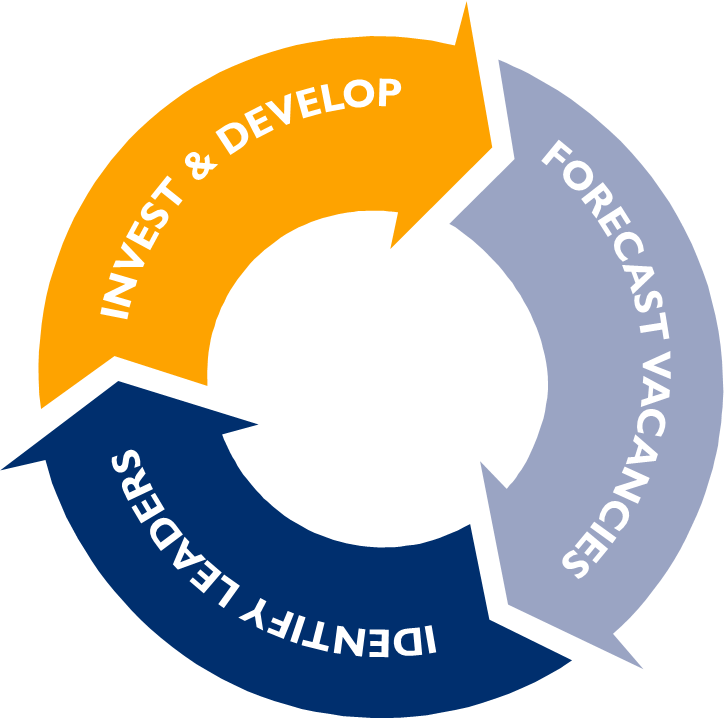 INVEST & DEVELOP
FORECAST VACANCIES
IDENTIFY LEADERS